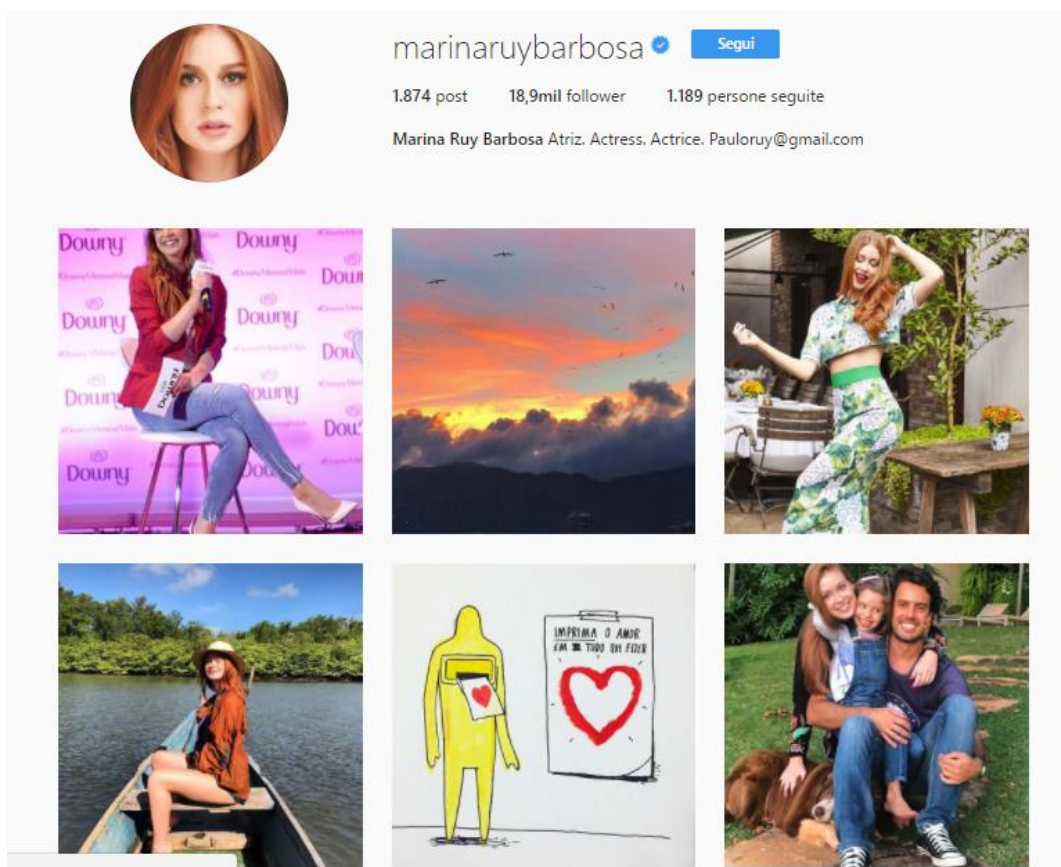 marinaruybarbosa Segui
1.874 post 18,9mil follower 1.189 persone seguite
Marina Ruy Barbosa Atriz. Actress. Actrice. Pauloruy@gmail.com
Downy Downy
Downy
Downy Downy
Downy
Downy
Downy
Downy
IMPRIMA O AMOR
EM TUDO QUE FIZER